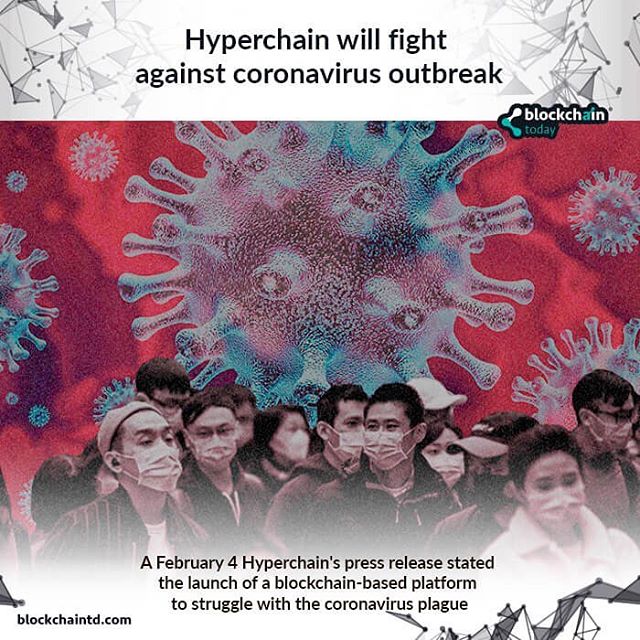 Hyperchain will fight
against coronavirus outbreak
blockchain
today
A February 4 Hyperchain's press release stated
the launch of a blockchain-based platform
to struggle with the coronavirus plague
blockchaintd.com